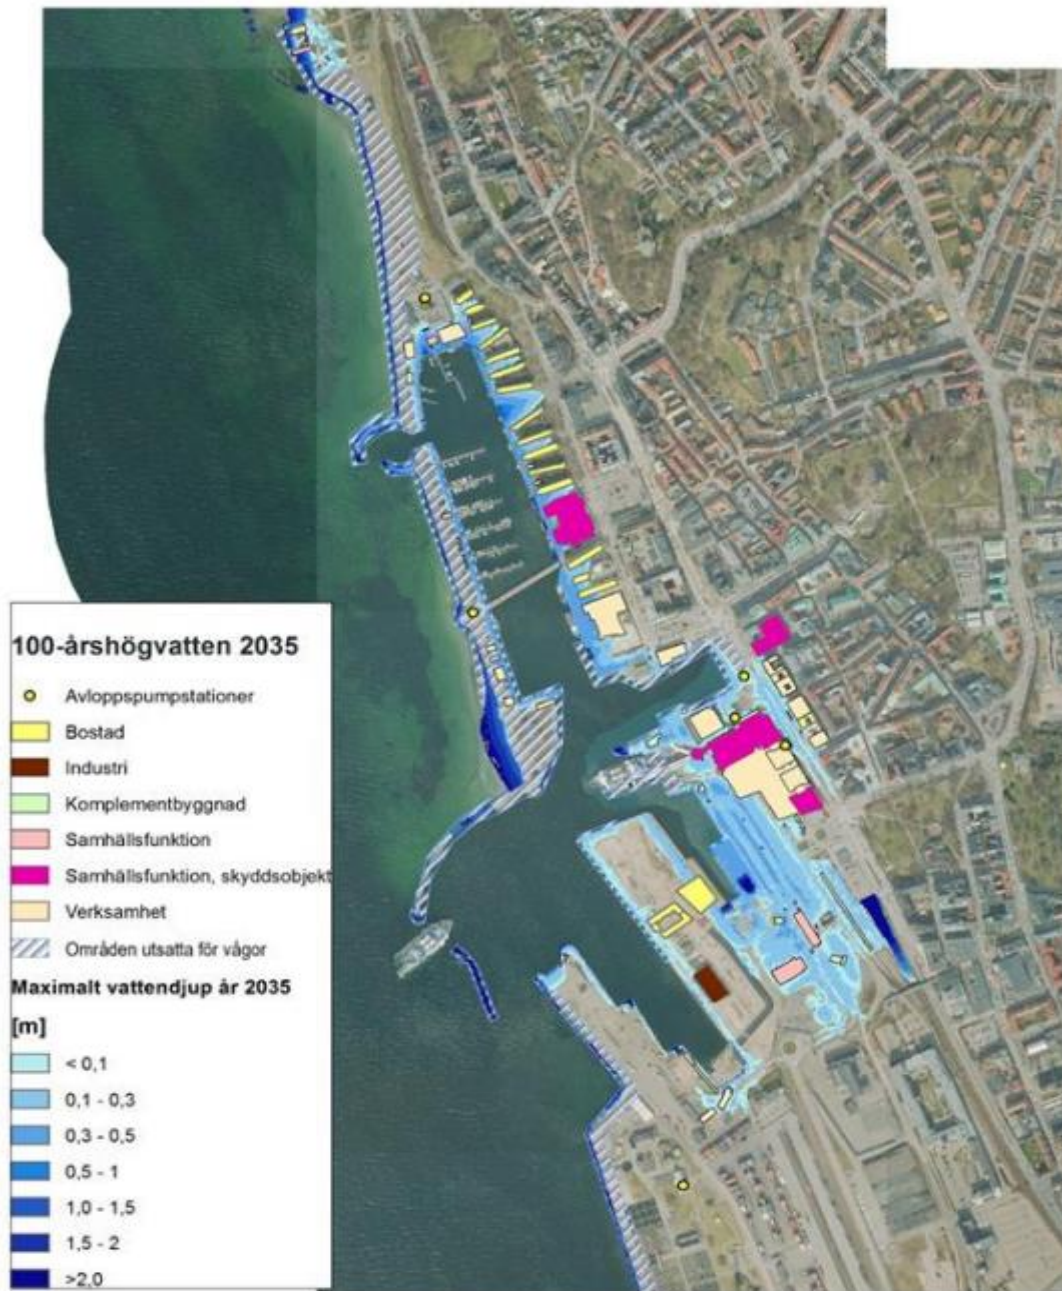 100-årshögvatten 2035
Avloppspumpstationer
Bostad
Industri
Komplementbyggnad
Samhällsfunktion
Samhällsfunktion, skyddsobjekt
Verksamhet
Områden utsatta för vågor
Maximalt vattendjup år 2035
[m]
< 0,1
0,1 - 0,3
0,3 - 0,5
0,5 - 1
1,0 - 1,5
1,5 - 2
>2,0